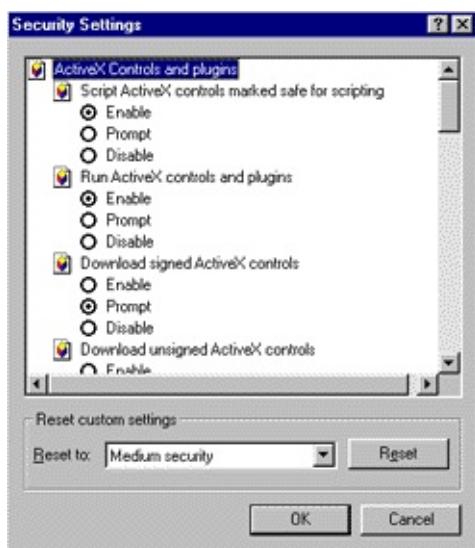 Security Settings
ActiveX Controls and plugins
Script ActiveX controls marked safe for scripting
Enable
Prompt
Disable
Run ActiveX controls and plugins
Enable
Prompt
Disable
Download signed ActiveX controls
Enable
Prompt
Disable
Download unsigned ActiveX controls
Enable
Reset custom settings
Reset to: Medium security Reset
OK Cancel